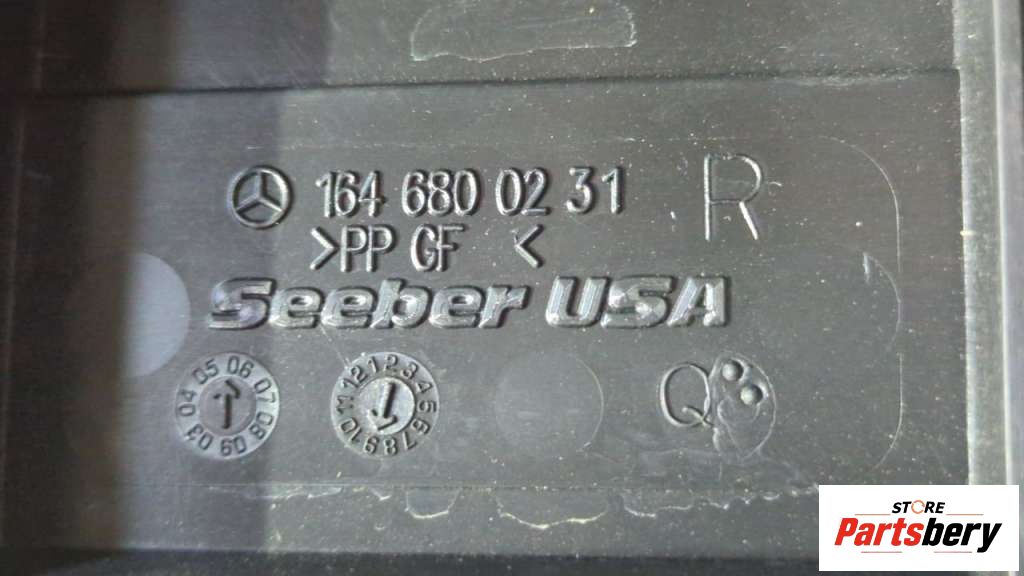 164 680 02 31 R
>PP GF <
Seeber USA
03 04 05 06 07 08 09
1 2 3 4 5 6 7 8 9 10 11 12
Q
STORE
Partsbery